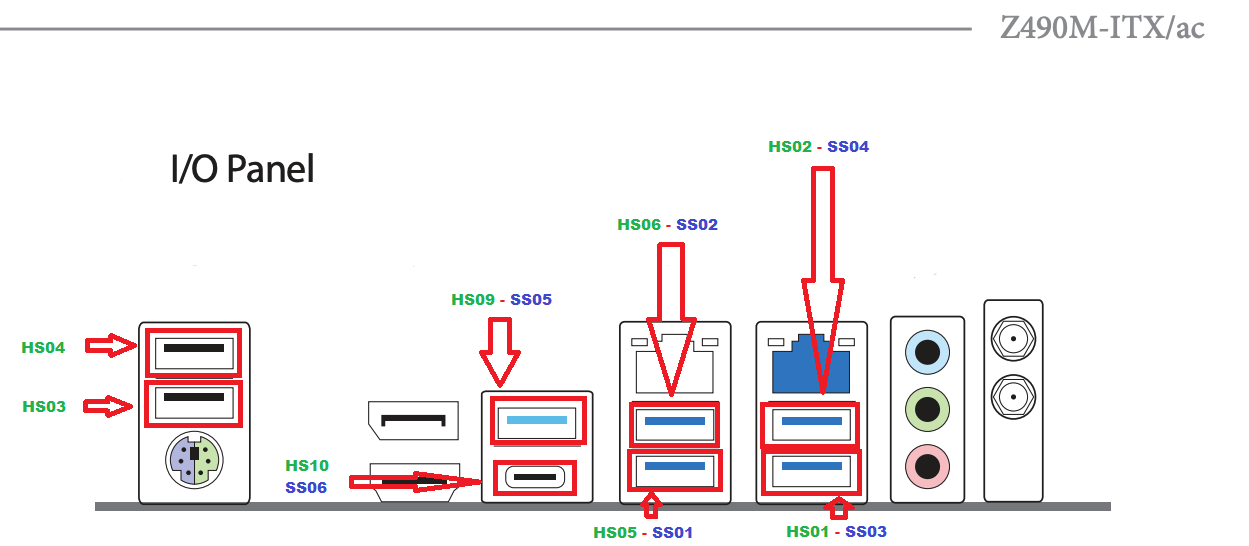 Z490M-ITX/ac
I/O Panel
HS02 - SS04
HS06 - SS02
HS09 - SS05
HS04
HS03
HS10
SS06
HS05 - SS01
HS01 - SS03